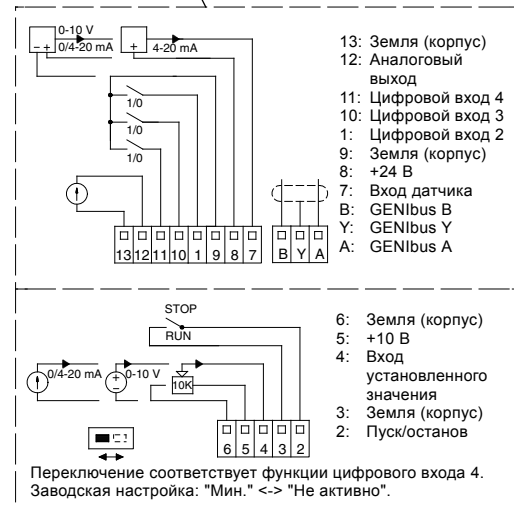 0-10 V
0/4-20 mA
4-20 mA
- +
+
1/0
1/0
1/0
13 12 11 10 1 9 8 7
B Y A
13: Земля (корпус)
12: Аналоговый
выход
11: Цифровой вход 4
10: Цифровой вход 3
1: Цифровой вход 2
9: Земля (корпус)
8: +24 В
7: Вход датчика
B: GENIbus B
Y: GENIbus Y
A: GENIbus A
STOP
RUN
0/4-20 mA
+
-
0-10 V
10K
6 5 4 3 2
6: Земля (корпус)
5: +10 В
4: Вход
установленного
значения
3: Земля (корпус)
2: Пуск/останов
Переключение соответствует функции цифрового входа 4.
Заводская настройка: "Мин." <-> "Не активно".